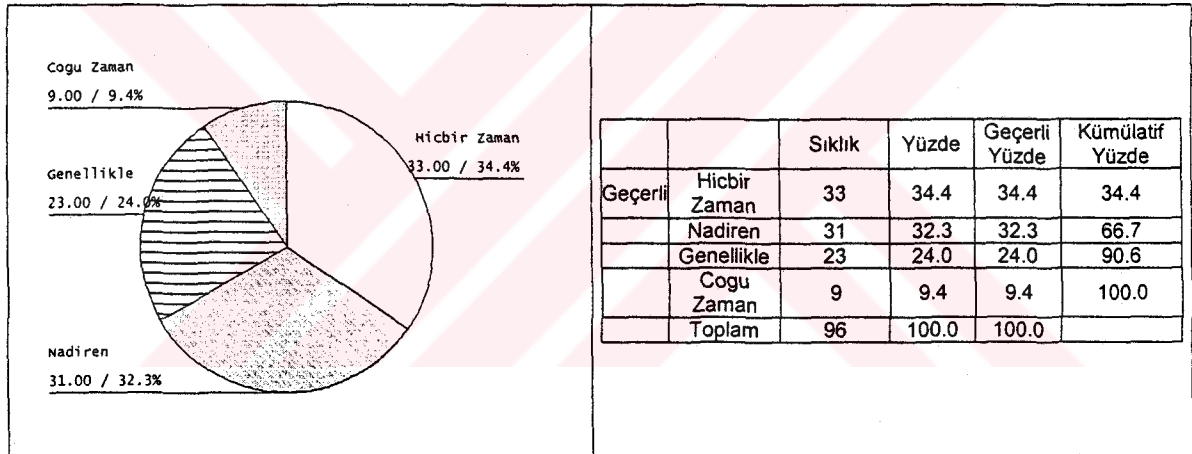 Cogu Zaman
9.00 / 9.4%
Genellikle
23.00 / 24.0%
Nadiren
31.00 / 32.3%
Hicbir Zaman
33.00 / 34.4%
Sıklık Yüzde Geçerli Yüzde Kümülatif Yüzde
Geçerli Hicbir Zaman 33 34.4 34.4 34.4
Nadiren 31 32.3 32.3 66.7
Genellikle 23 24.0 24.0 90.6
Cogu Zaman 9 9.4 9.4 100.0
Toplam 96 100.0 100.0